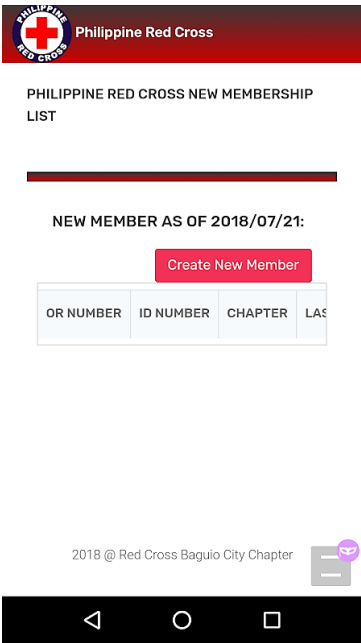 PHILIPPINE
RED CROSS
Philippine Red Cross
PHILIPPINE RED CROSS NEW MEMBERSHIP
LIST
NEW MEMBER AS OF 2018/07/21:
Create New Member
OR NUMBER ID NUMBER CHAPTER LAS
2018 @ Red Cross Baguio City Chapter